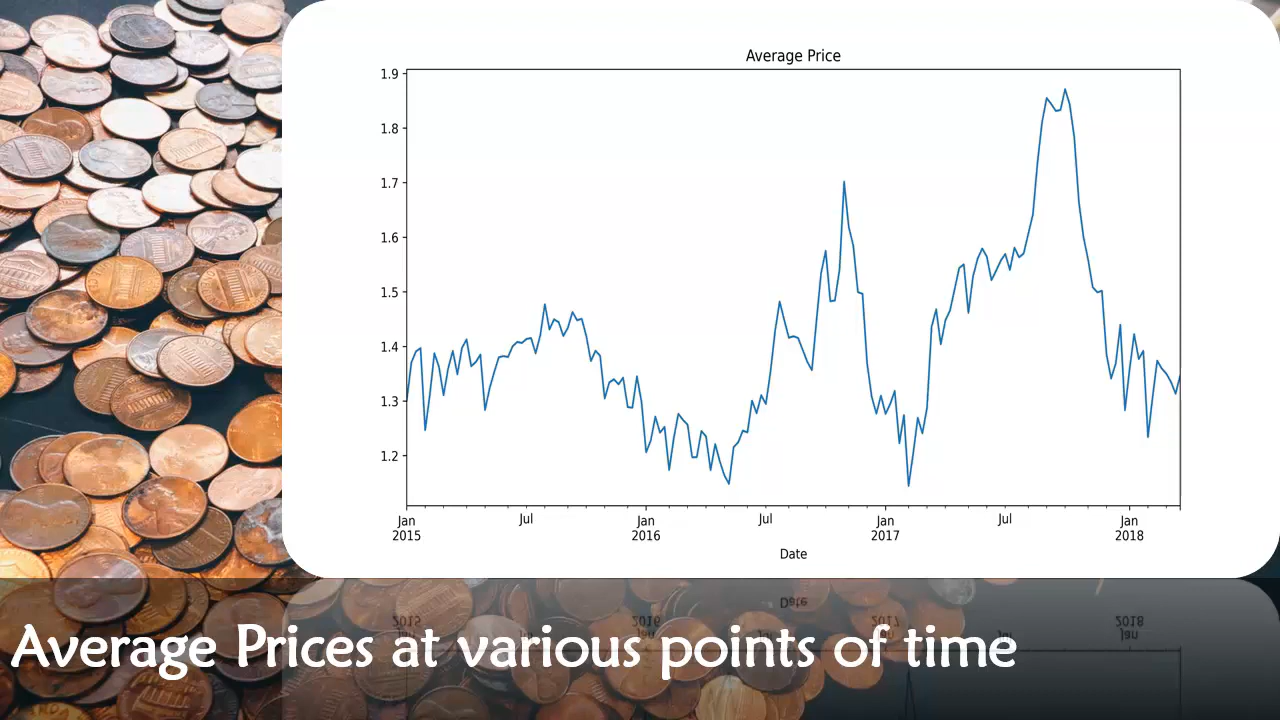 Average Price
1.9
1.8
1.7
1.6
1.5
1.4
1.3
1.2
Jan Jul Jan Jul Jan Jul Jan
2015 2016 2017 2018
Date
Average Prices at various points of time